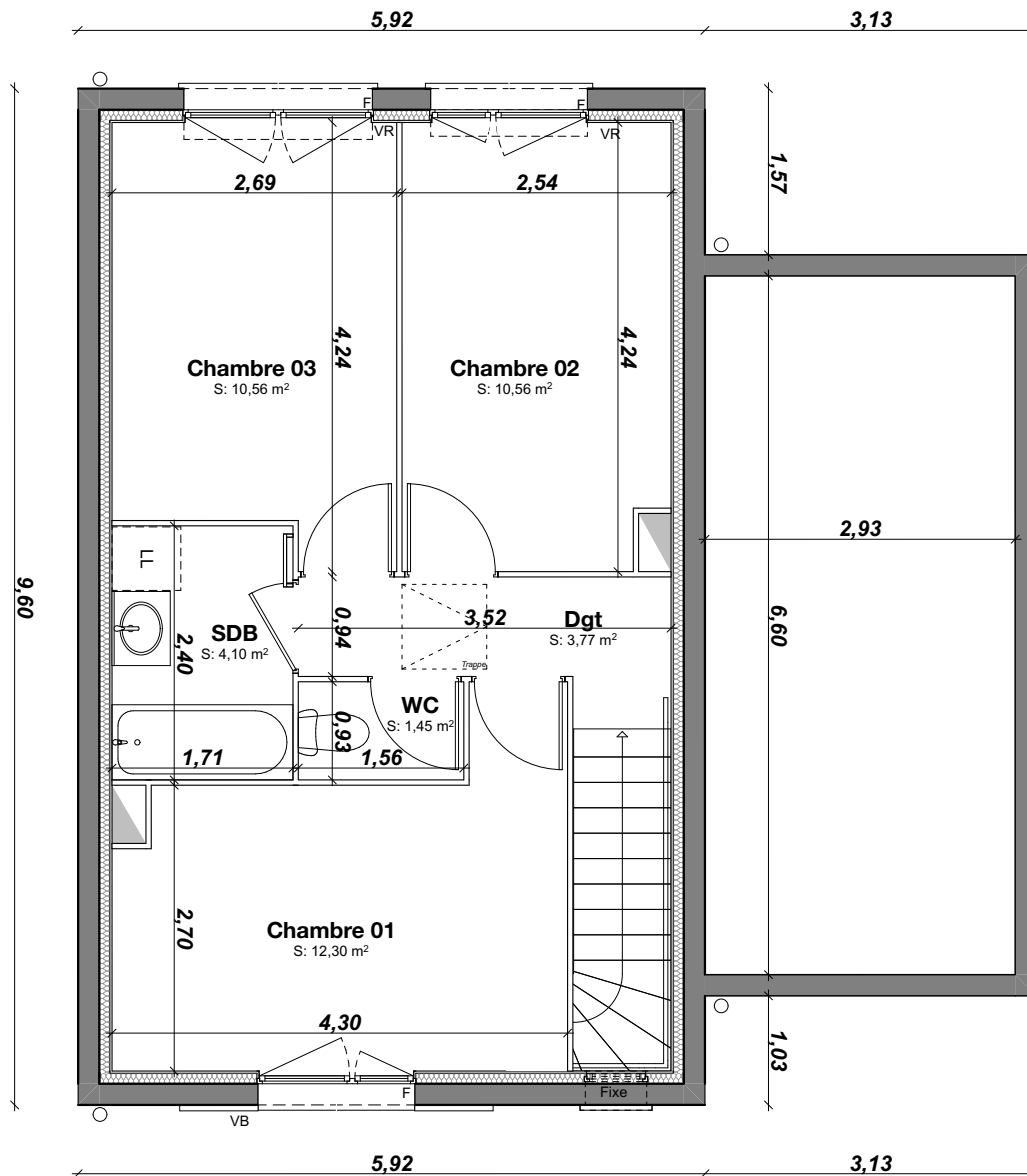 5,92 3,13
F F
VR VR
2,69 2,54
1,57
4,24 4,24
Chambre 03 Chambre 02
S: 10,56 m² S: 10,56 m²
2,93
9,60
LL
0,94
3,52
Dgt
S: 3,77 m²
6,60
SDB
S: 4,10 m²
2,40
Trappe
WC
S: 1,45 m²
0,93
1,71 1,56
2,70
Chambre 01
S: 12,30 m²
4,30
1,03
F Fixe
VB
5,92 3,13